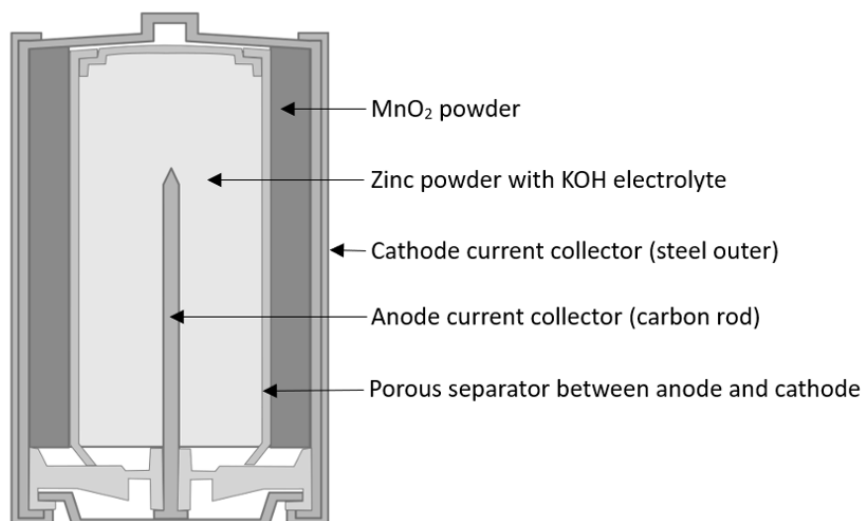 MnO₂ powder
Zinc powder with KOH electrolyte
Cathode current collector (steel outer)
Anode current collector (carbon rod)
Porous separator between anode and cathode